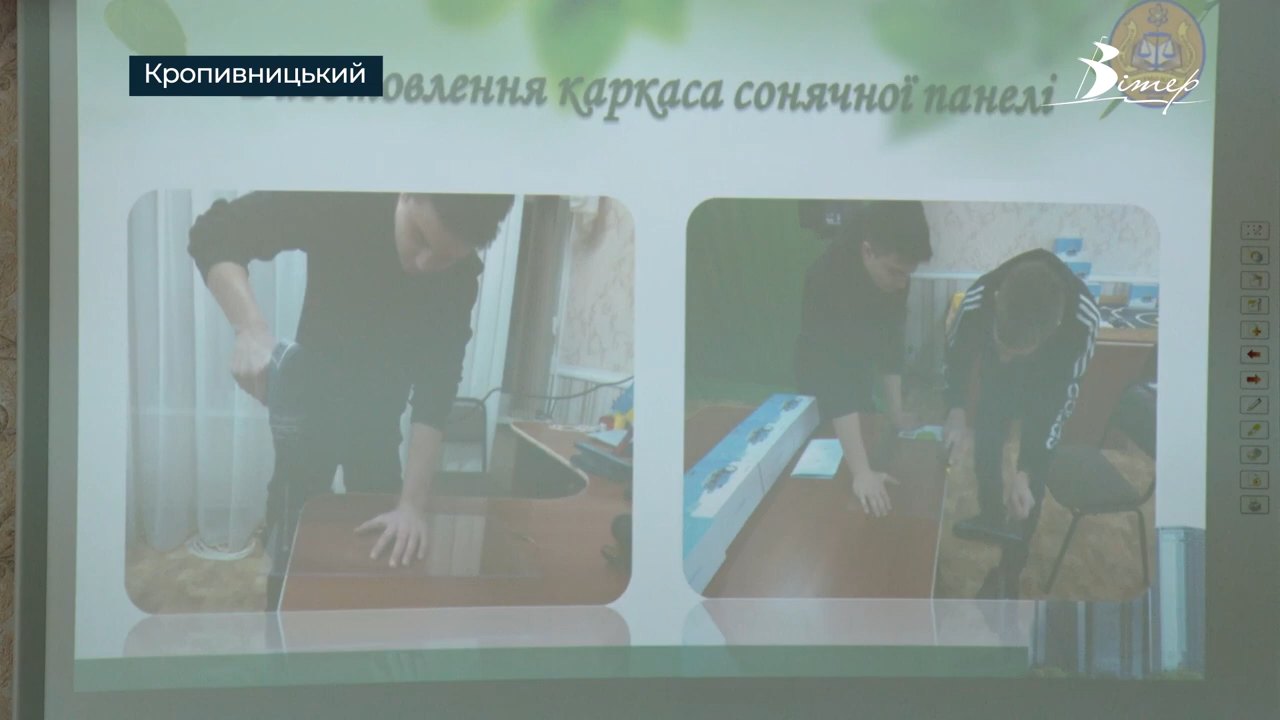 Кропивницький
каркаса сонячної панелі
Вітер